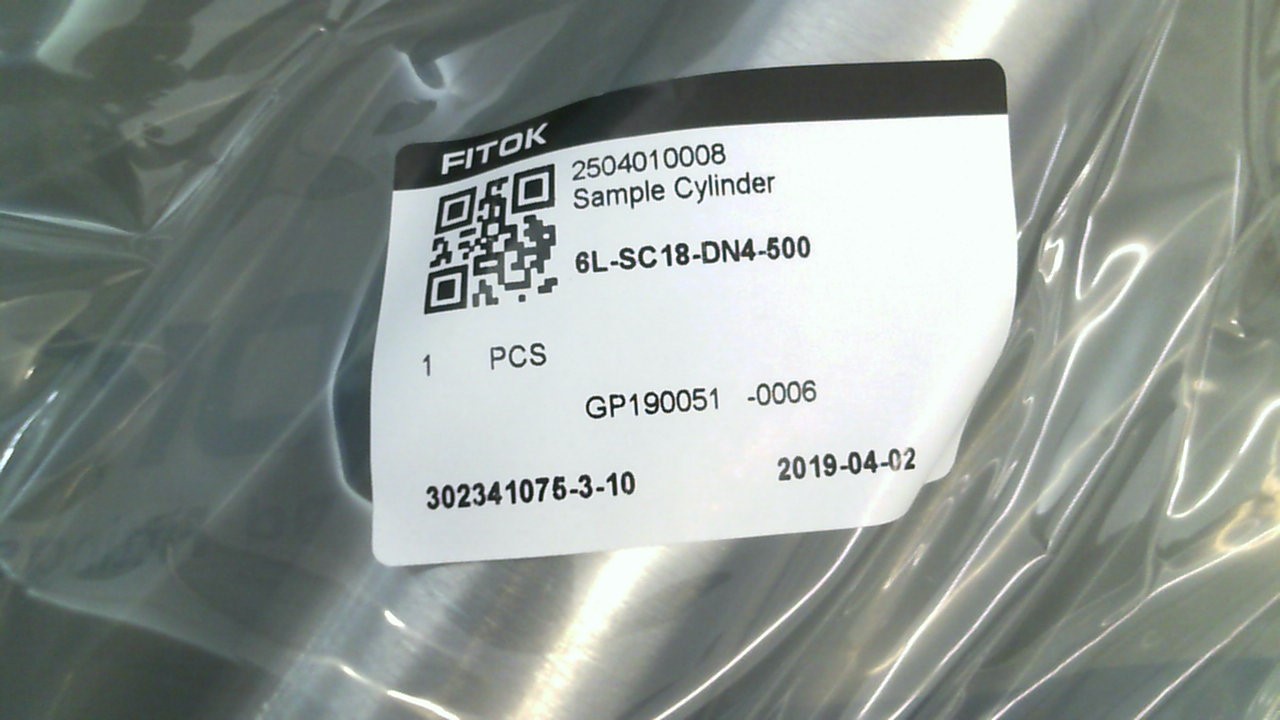 FITOK
2504010008
Sample Cylinder
6L-SC18-DN4-500
1 PCS
GP190051 -0006
302341075-3-10
2019-04-02